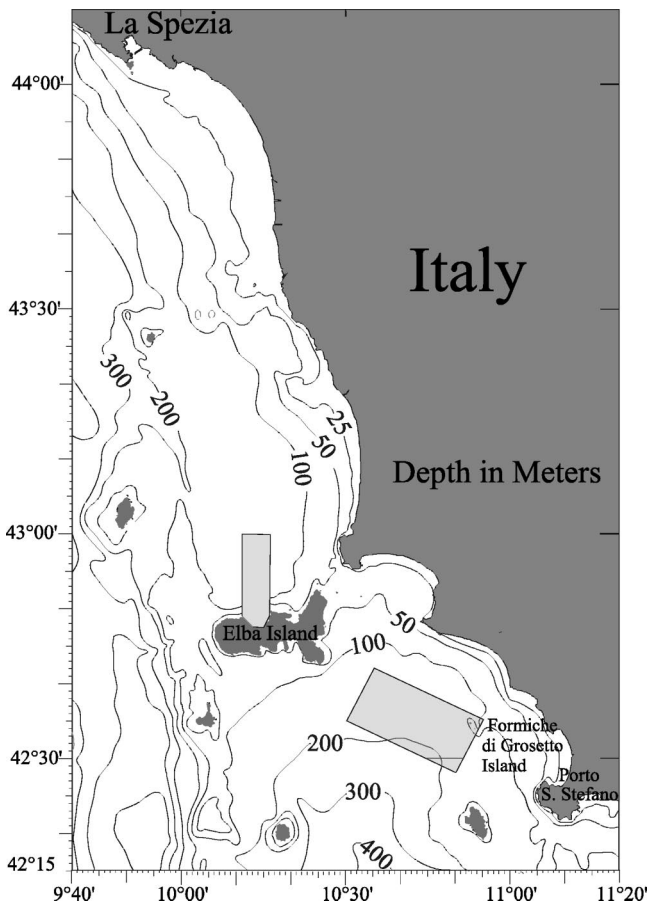 La Spezia
44°00'
Italy
43°30'
300
200
25
50
100
Depth in Meters
43°00'
Elba Island
50
100
Formiche
di Grosetto
Island
200
42°30'
Porto
S. Stefano
300
400
42°15
9°40' 10°00' 10°30' 11°00' 11°20'